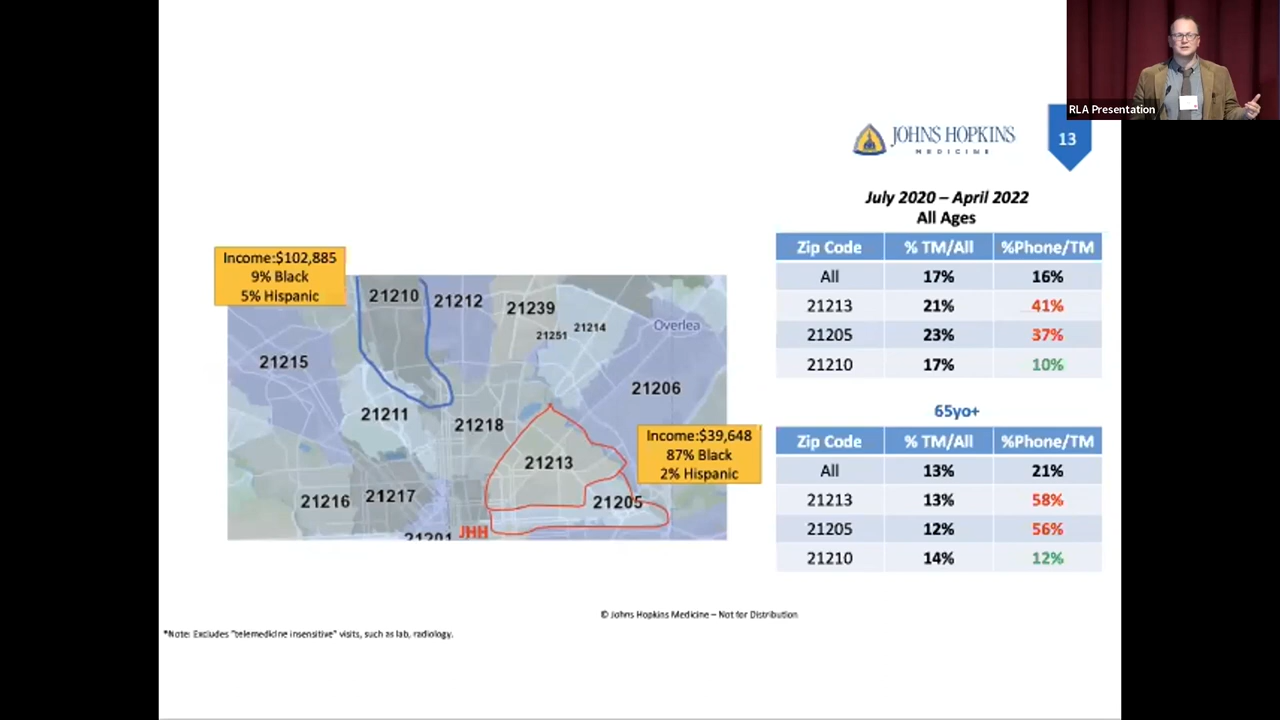 RLA Presentation
JOHNS HOPKINS
MEDICINE
13
July 2020 – April 2022
All Ages
Zip Code % TM/All %Phone/TM
All 17% 16%
21213 21% 41%
21205 23% 37%
21210 17% 10%
65yo+
Zip Code % TM/All %Phone/TM
All 13% 21%
21213 13% 58%
21205 12% 56%
21210 14% 12%
Income:$102,885
9% Black
5% Hispanic
21210
21212
21239
21251
21214
Overlea
21215
21206
21211
21218
Income:$39,648
87% Black
2% Hispanic
21213
21216
21217
21205
21201
JHH
© Johns Hopkins Medicine – Not for Distribution
*Note: Excludes "telemedicine insensitive" visits, such as lab, radiology.